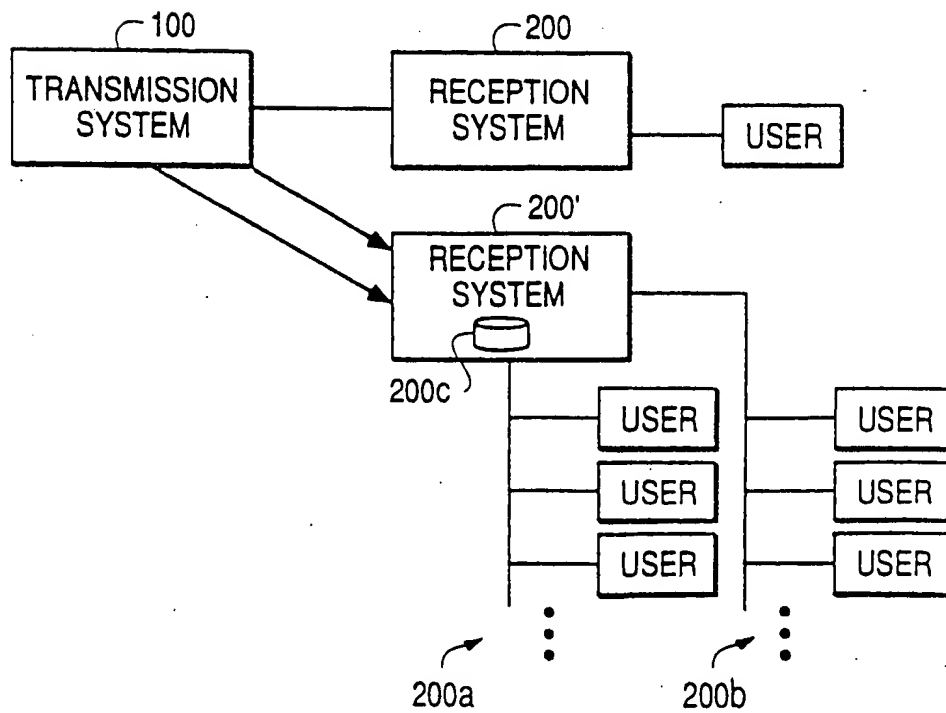 100
200
TRANSMISSION
SYSTEM
RECEPTION
SYSTEM
USER
200'
RECEPTION
SYSTEM
200c
USER
USER
USER
USER
USER
USER
200a
200b